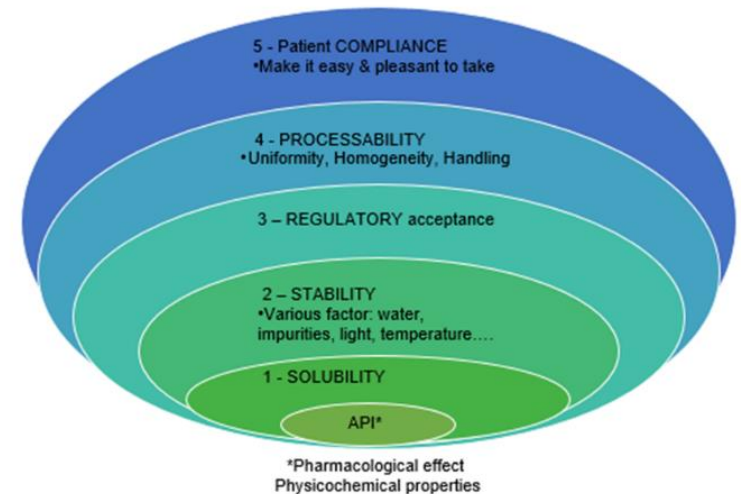 5 - Patient COMPLIANCE
•Make it easy & pleasant to take
4 - PROCESSABILITY
•Uniformity, Homogeneity, Handling
3 – REGULATORY acceptance
2 – STABILITY
•Various factor: water,
impurities, light, temperature....
1 - SOLUBILITY
API*
*Pharmacological effect
Physicochemical properties